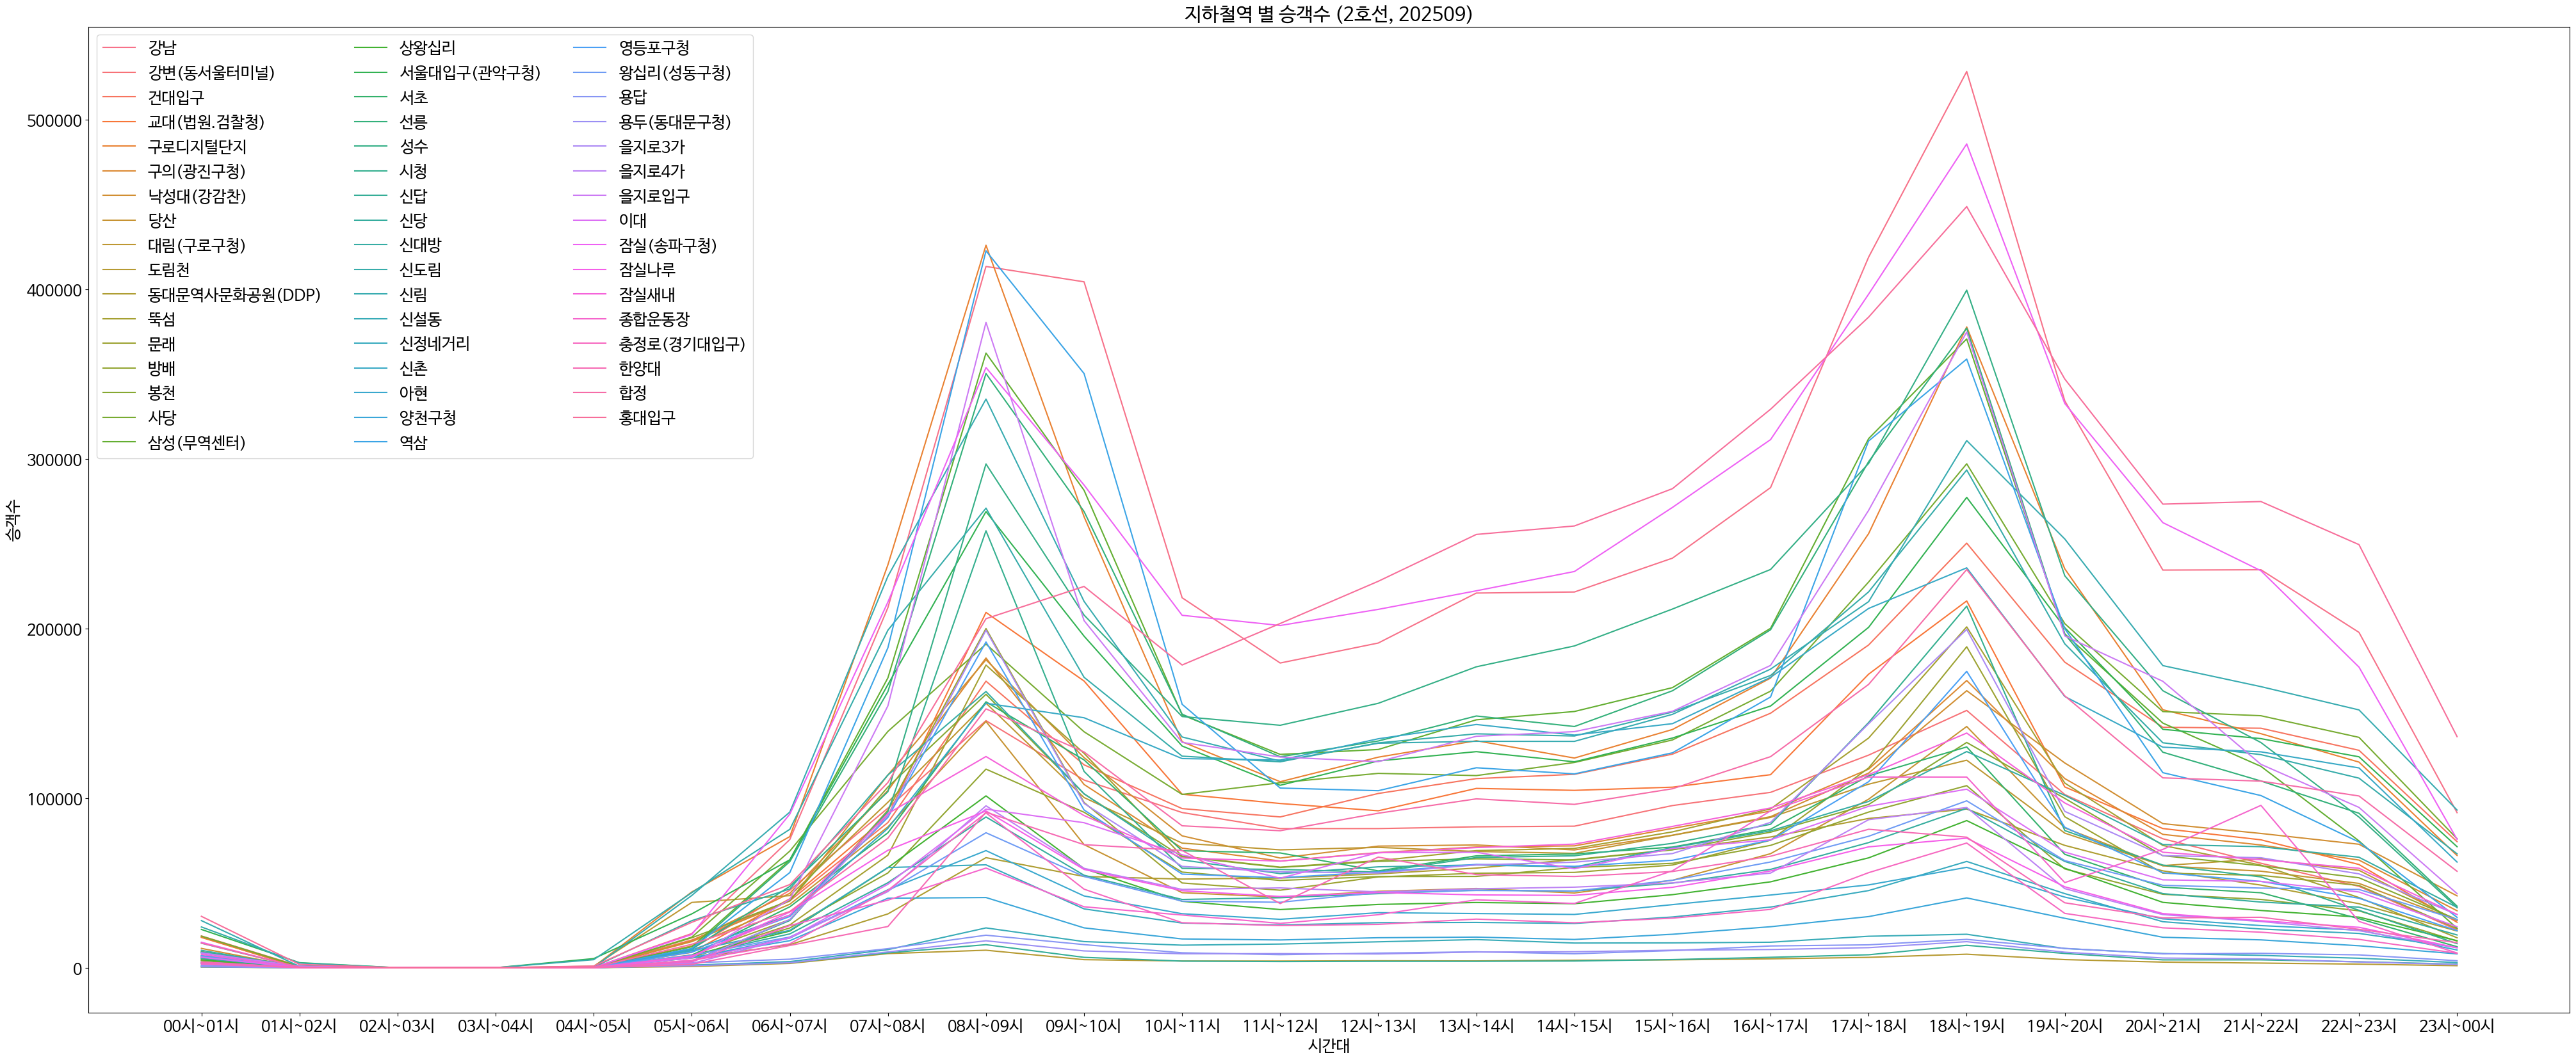 지하철역 별 승객수 (2호선, 202509)
강남
강변(동서울터미널)
건대입구
교대(법원.검찰청)
구로디지털단지
구의(광진구청)
낙성대(강감찬)
당산
대림(구로구청)
도림천
동대문역사문화공원(DDP)
뚝섬
문래
방배
봉천
사당
삼성(무역센터)
상왕십리
서울대입구(관악구청)
서초
선릉
성수
시청
신답
신당
신대방
신도림
신림
신설동
신정네거리
신촌
아현
양천구청
역삼
영등포구청
왕십리(성동구청)
용답
용두(동대문구청)
을지로3가
을지로4가
을지로입구
이대
잠실(송파구청)
잠실나루
잠실새내
종합운동장
충정로(경기대입구)
한양대
합정
홍대입구
승객수
500000
400000
300000
200000
100000
0
00시~01시 01시~02시 02시~03시 03시~04시 04시~05시 05시~06시 06시~07시 07시~08시 08시~09시 09시~10시 10시~11시 11시~12시 12시~13시 13시~14시 14시~15시 15시~16시 16시~17시 17시~18시 18시~19시 19시~20시 20시~21시 21시~22시 22시~23시 23시~00시
시간대